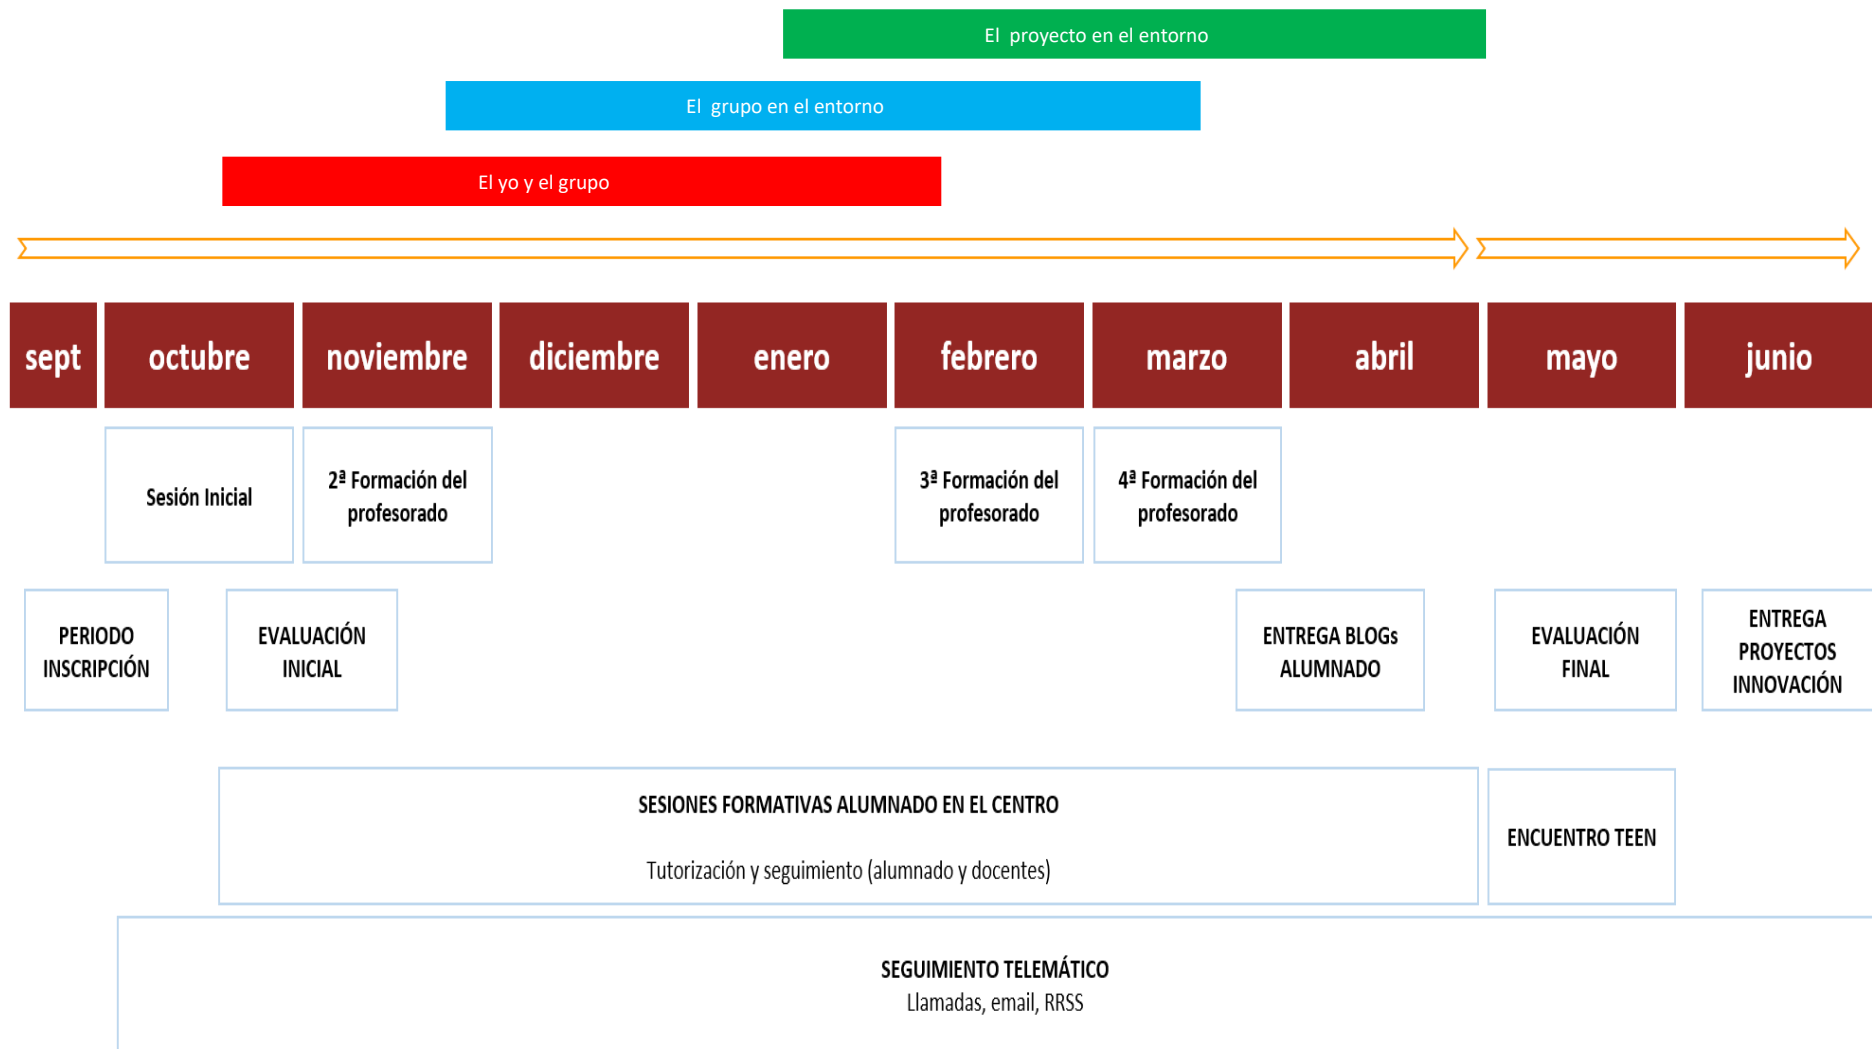 El  proyecto en el entorno
El  grupo en el entorno
El yo y el grupo
sept octubre noviembre diciembre enero febrero marzo abril mayo junio
Sesión Inicial
2ª Formación del
profesorado
3ª Formación del
profesorado
4ª Formación del
profesorado
PERIODO
INSCRIPCIÓN
EVALUACIÓN
INICIAL
ENTREGA BLOGs
ALUMNADO
EVALUACIÓN
FINAL
ENTREGA
PROYECTOS
INNOVACIÓN
SESIONES FORMATIVAS ALUMNADO EN EL CENTRO
Tutorización y seguimiento (alumnado y docentes)
ENCUENTRO TEEN
SEGUIMIENTO TELEMÁTICO
Llamadas, email, RRSS